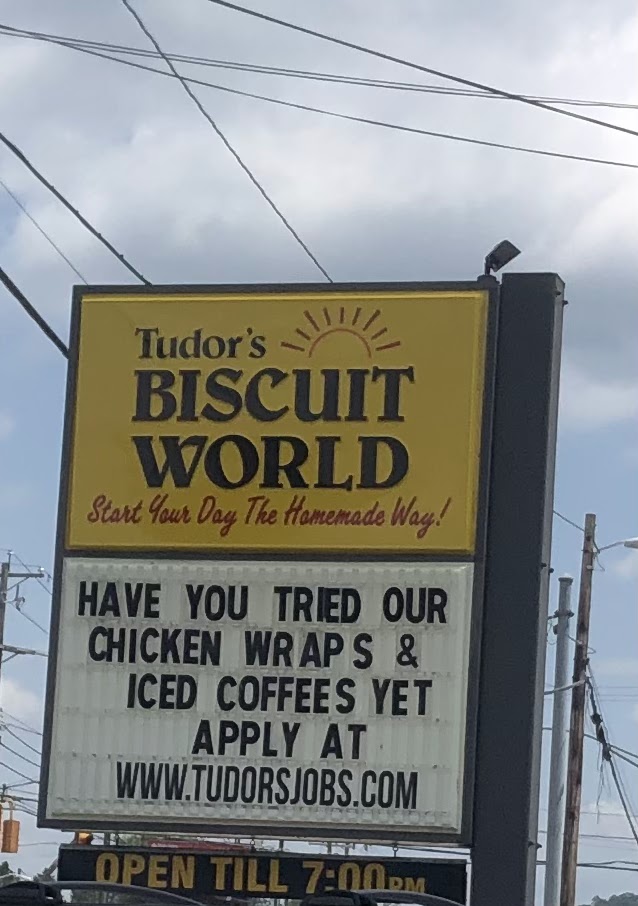 Tudor's
BISCUIT
WORLD
Start Your Day The Homemade Way!
HAVE YOU TRIED OUR
CHICKEN WRAPS &
ICED COFFEES YET
APPLY AT
WWW.TUDORSJOBS.COM
OPEN TILL 7:00PM